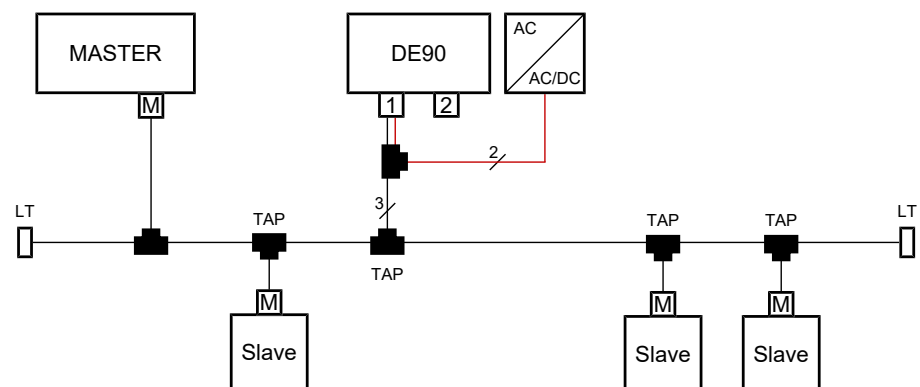 MASTER
M
DE90
1
2
AC
AC/DC
2
3
LT
TAP
TAP
TAP
TAP
LT
M
Slave
M
Slave
M
Slave